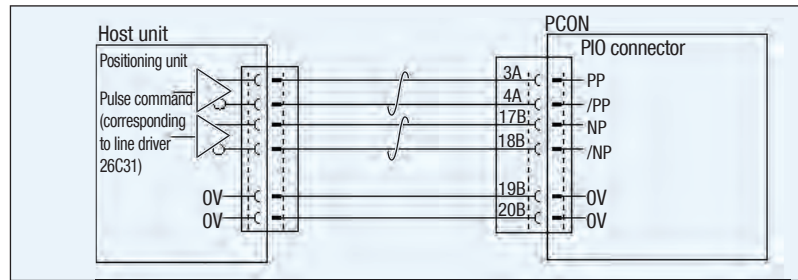 Host unit
Positioning unit
Pulse command
(corresponding
to line driver
26C31)
0V
0V
PCON
PIO connector
3A PP
4A /PP
17B NP
18B /NP
19B 0V
20B 0V